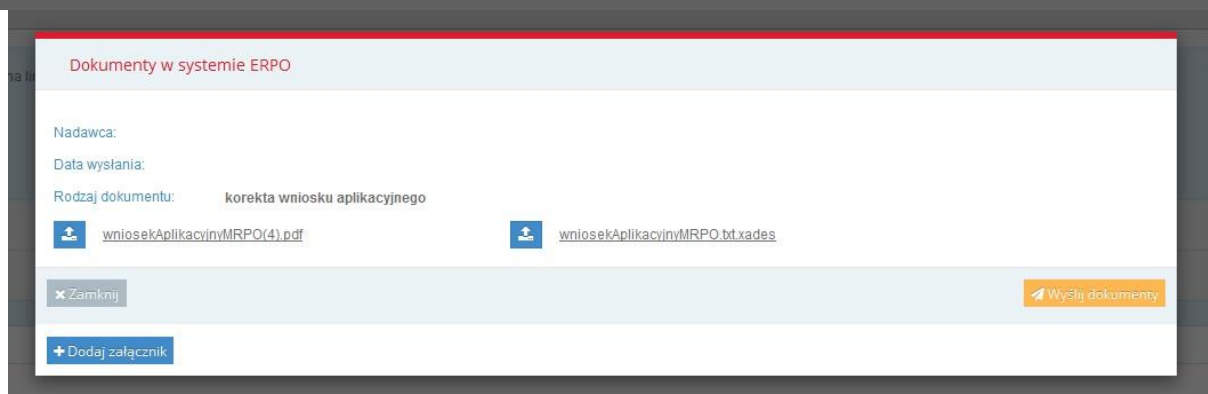 Dokumenty w systemie ERPO
Nadawca:
Data wysłania:
Rodzaj dokumentu: korekta wniosku aplikacyjnego
wniosekAplikacyjnyMRPO(4).pdf wniosekAplikacyjnyMRPO.txt.xades
Zamknij Wyślij dokumenty
Dodaj załącznik